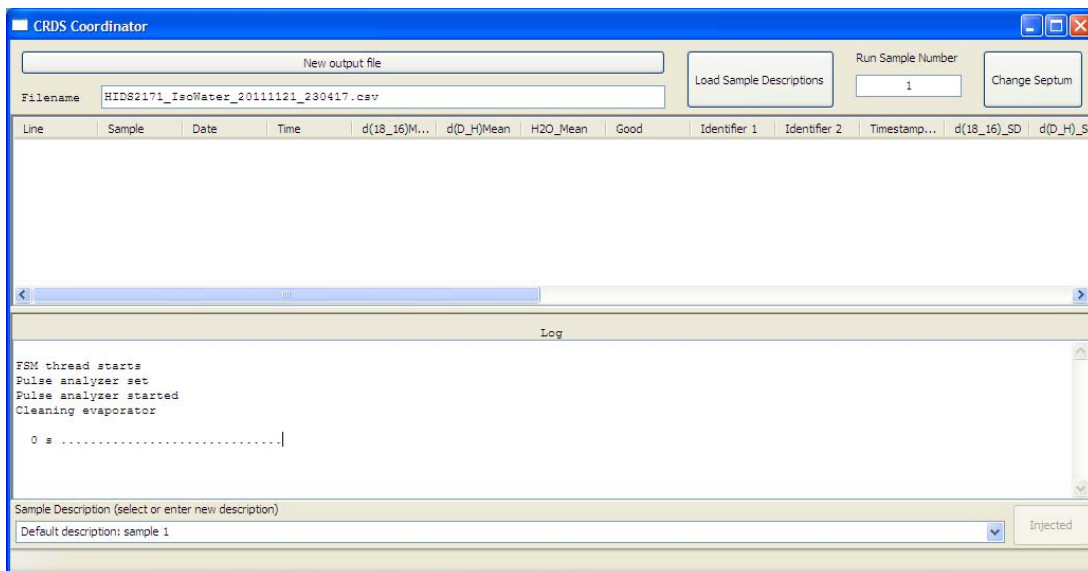 CRDS Coordinator
New output file
Load Sample Descriptions
Run Sample Number
1
Change Septum
Filename HIDS2171_IsoWater_20111121_230417.csv
Line Sample Date Time d(18_16)M... d(D_H)Mean H2O_Mean Good Identifier 1 Identifier 2 Timestamp... d(18_16)_SD d(D_H)_S
Log
FSM thread starts
Pulse analyzer set
Pulse analyzer started
Cleaning evaporator
0 s ..............................
Sample Description (select or enter new description)
Default description: sample 1
Injected